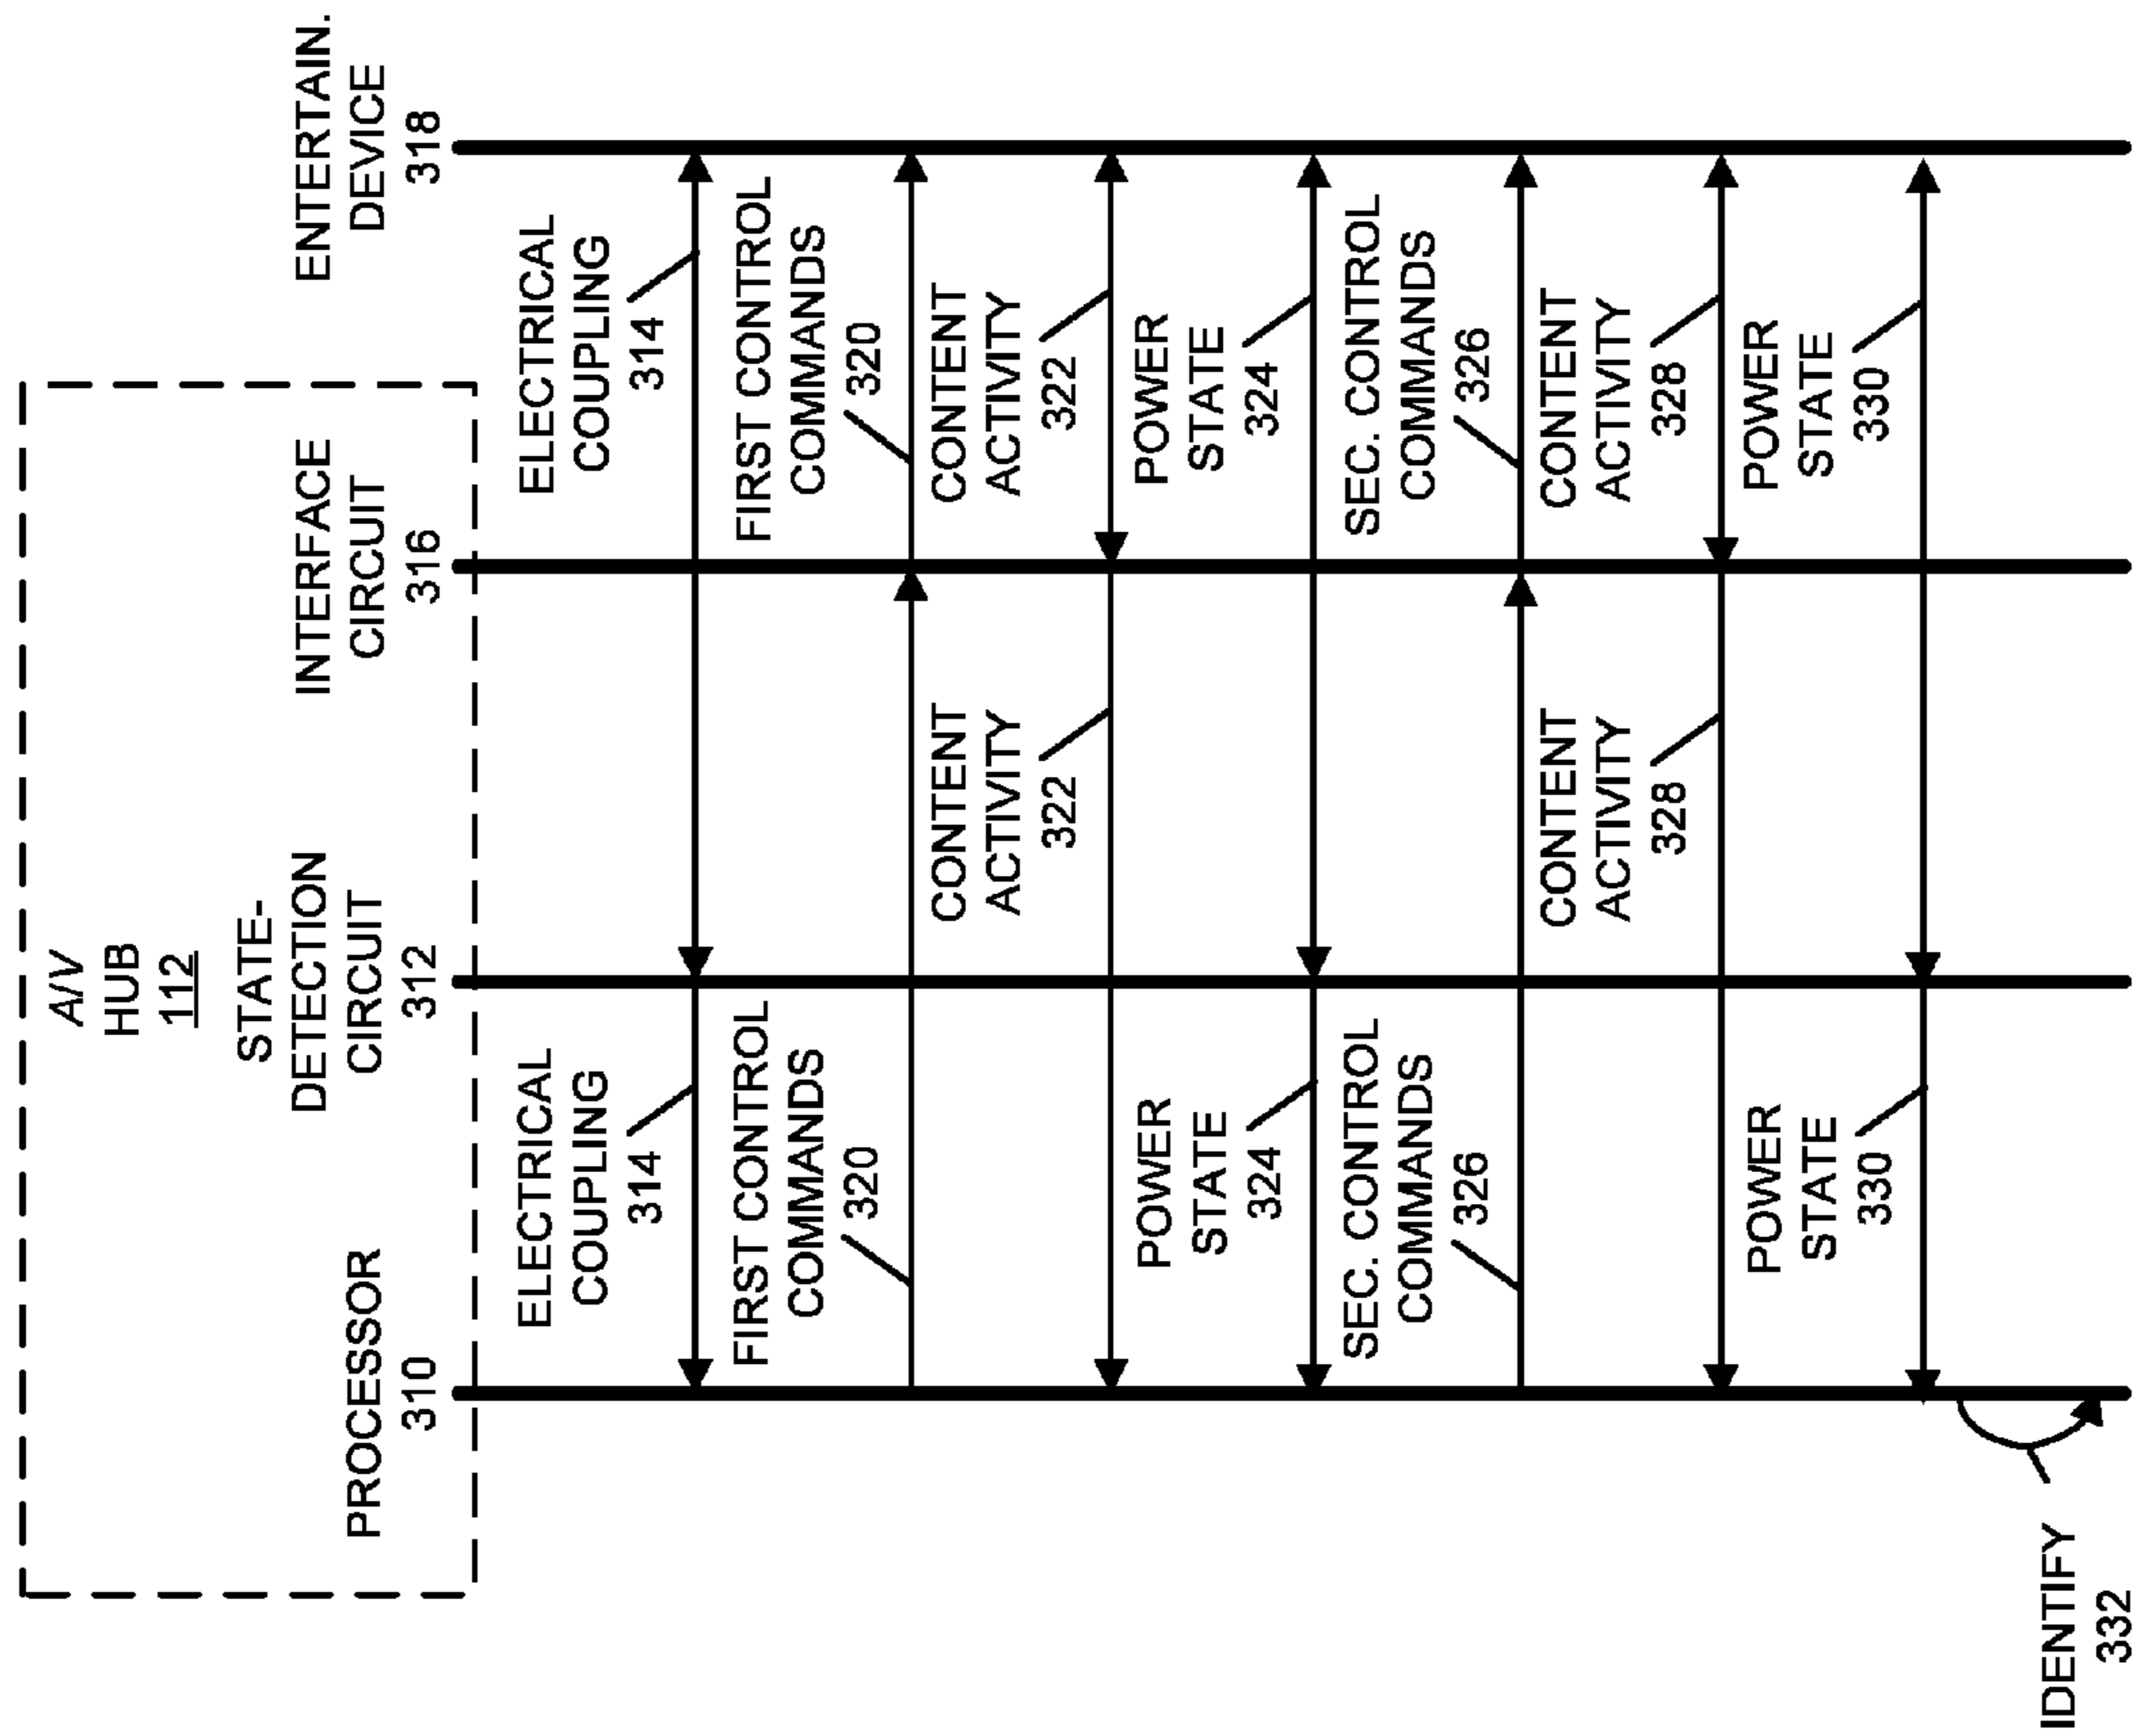 A/V
HUB
112
PROCESSOR
310
STATE-
DETECTION
CIRCUIT
312
INTERFACE
CIRCUIT
316
ENTERTAIN.
DEVICE
318
ELECTRICAL
COUPLING
314
ELECTRICAL
COUPLING
314
FIRST CONTROL
COMMANDS
320
FIRST CONTROL
COMMANDS
320
CONTENT
ACTIVITY
322
CONTENT
ACTIVITY
322
POWER
STATE
324
POWER
STATE
324
SEC. CONTROL
COMMANDS
326
SEC. CONTROL
COMMANDS
326
CONTENT
ACTIVITY
328
CONTENT
ACTIVITY
328
POWER
STATE
330
POWER
STATE
330
IDENTIFY
332